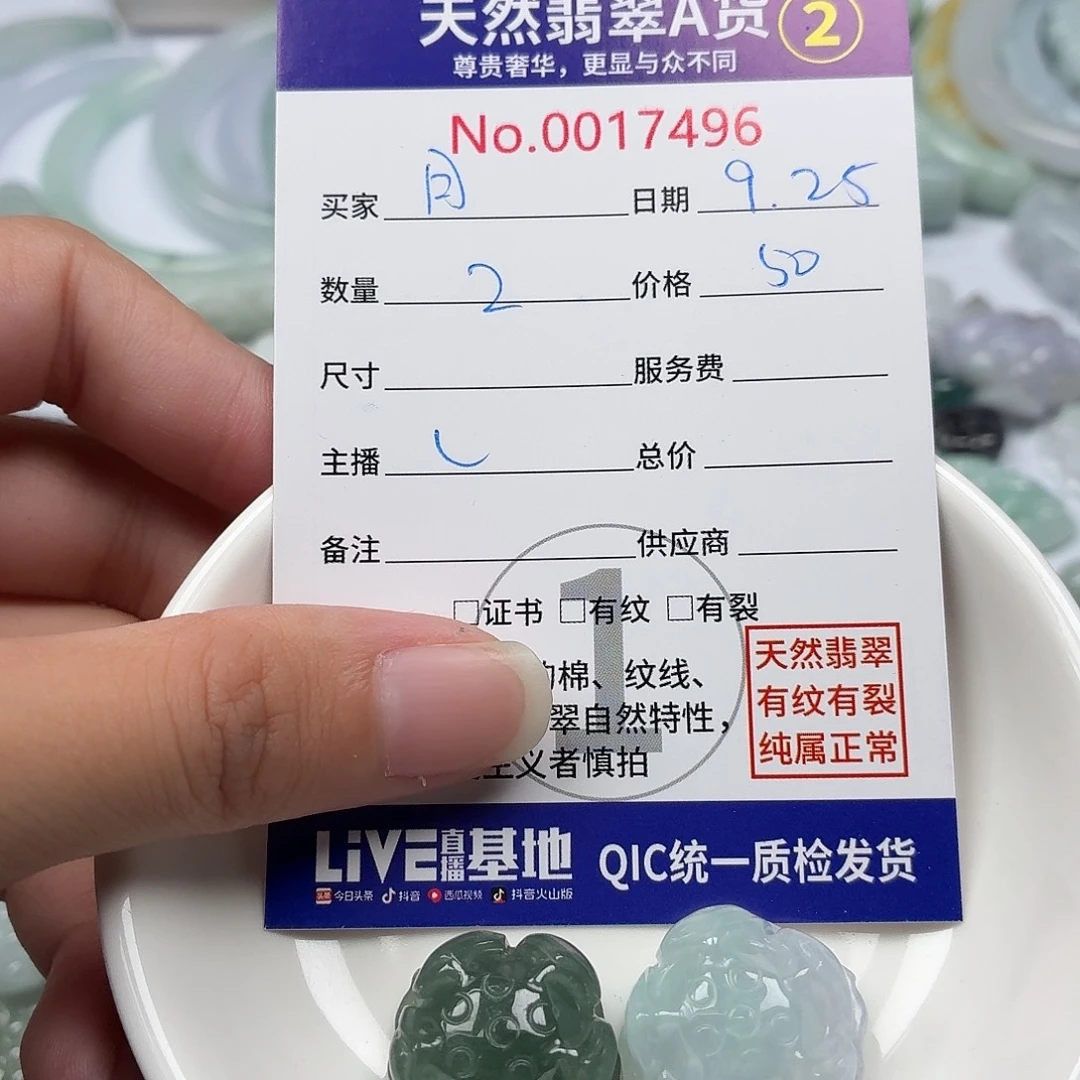 天然翡翠A货 2
尊贵奢华，更显与众不同
No.0017496
买家 月 日期 9.25
数量 2 价格 50
尺寸 服务费
主播 总价
备注 供应商
1
□证书 □有纹 □有裂
棉、纹线、
翠自然特性，
主义者慎拍
天然翡翠
有纹有裂
纯属正常
LiVE直播基地 QIC统一质检发货
头条 今日头条 抖音 西瓜视频 抖音火山版